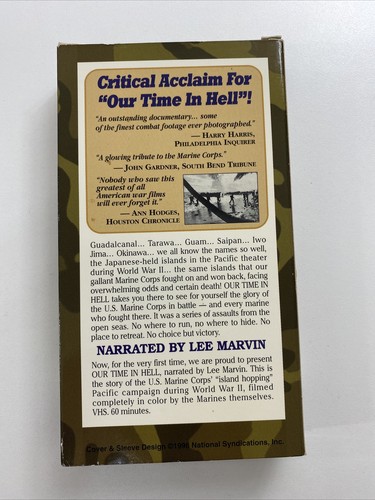 Critical Acclaim For
"Our Time In Hell"!
"An outstanding documentary... some
of the finest combat footage ever photographed."
— HARRY HARRIS,
PHILADELPHIA INQUIRER
"A glowing tribute to the Marine Corps."
— JOHN GARDNER, SOUTH BEND TRIBUNE
"Nobody who saw this
greatest of all
American war films
will ever forget it."
— ANN HODGES,
HOUSTON CHRONICLE
Guadalcanal... Tarawa... Guam... Saipan... Iwo
Jima... Okinawa... we all know the names so well,
the Japanese-held islands in the Pacific theater
during World War II... the same islands that our
gallant Marine Corps fought on and won back, facing
overwhelming odds and certain death! OUR TIME IN
HELL takes you there to see for yourself the glory of
the U.S. Marine Corps in battle — and every marine
who fought there. It was a series of assaults from the
open seas. No where to run, no where to hide. No
place to retreat. No choice but victory.
NARRATED BY LEE MARVIN
Now, for the very first time, we are proud to present
OUR TIME IN HELL, narrated by Lee Marvin. This is
the story of the U.S. Marine Corps' "island hopping"
Pacific campaign during World War II, filmed
completely in color by the Marines themselves.
VHS. 60 minutes.
Cover & Sleeve Design ©1996 National Syndications, Inc.